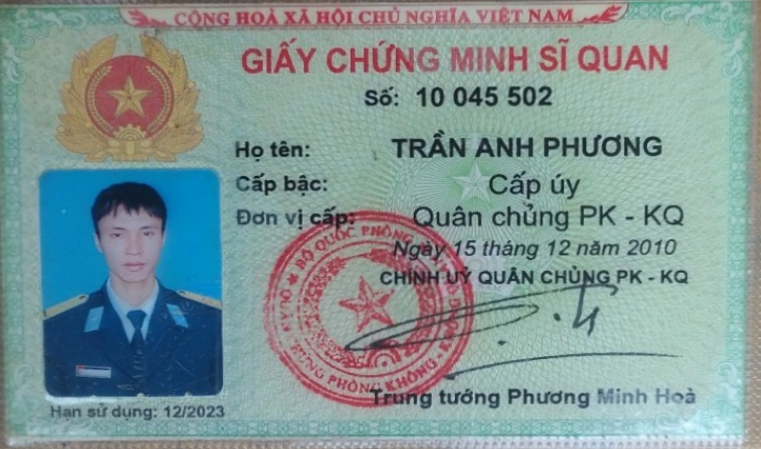 CỘNG HOÀ XÃ HỘI CHỦ NGHĨA VIỆT NAM
GIẤY CHỨNG MINH SĨ QUAN
Số: 10 045 502
Họ tên: TRẦN ANH PHƯƠNG
Cấp bậc: Cấp úy
Đơn vị cấp: Quân chủng PK - KQ
Ngày 15 tháng 12 năm 2010
CHÍNH UỶ QUÂN CHỦNG PK - KQ
BỘ QUỐC PHÒNG
PHÒNG KHÔNG
Trung tướng Phương Minh Hoà
Hạn sử dụng: 12/2023